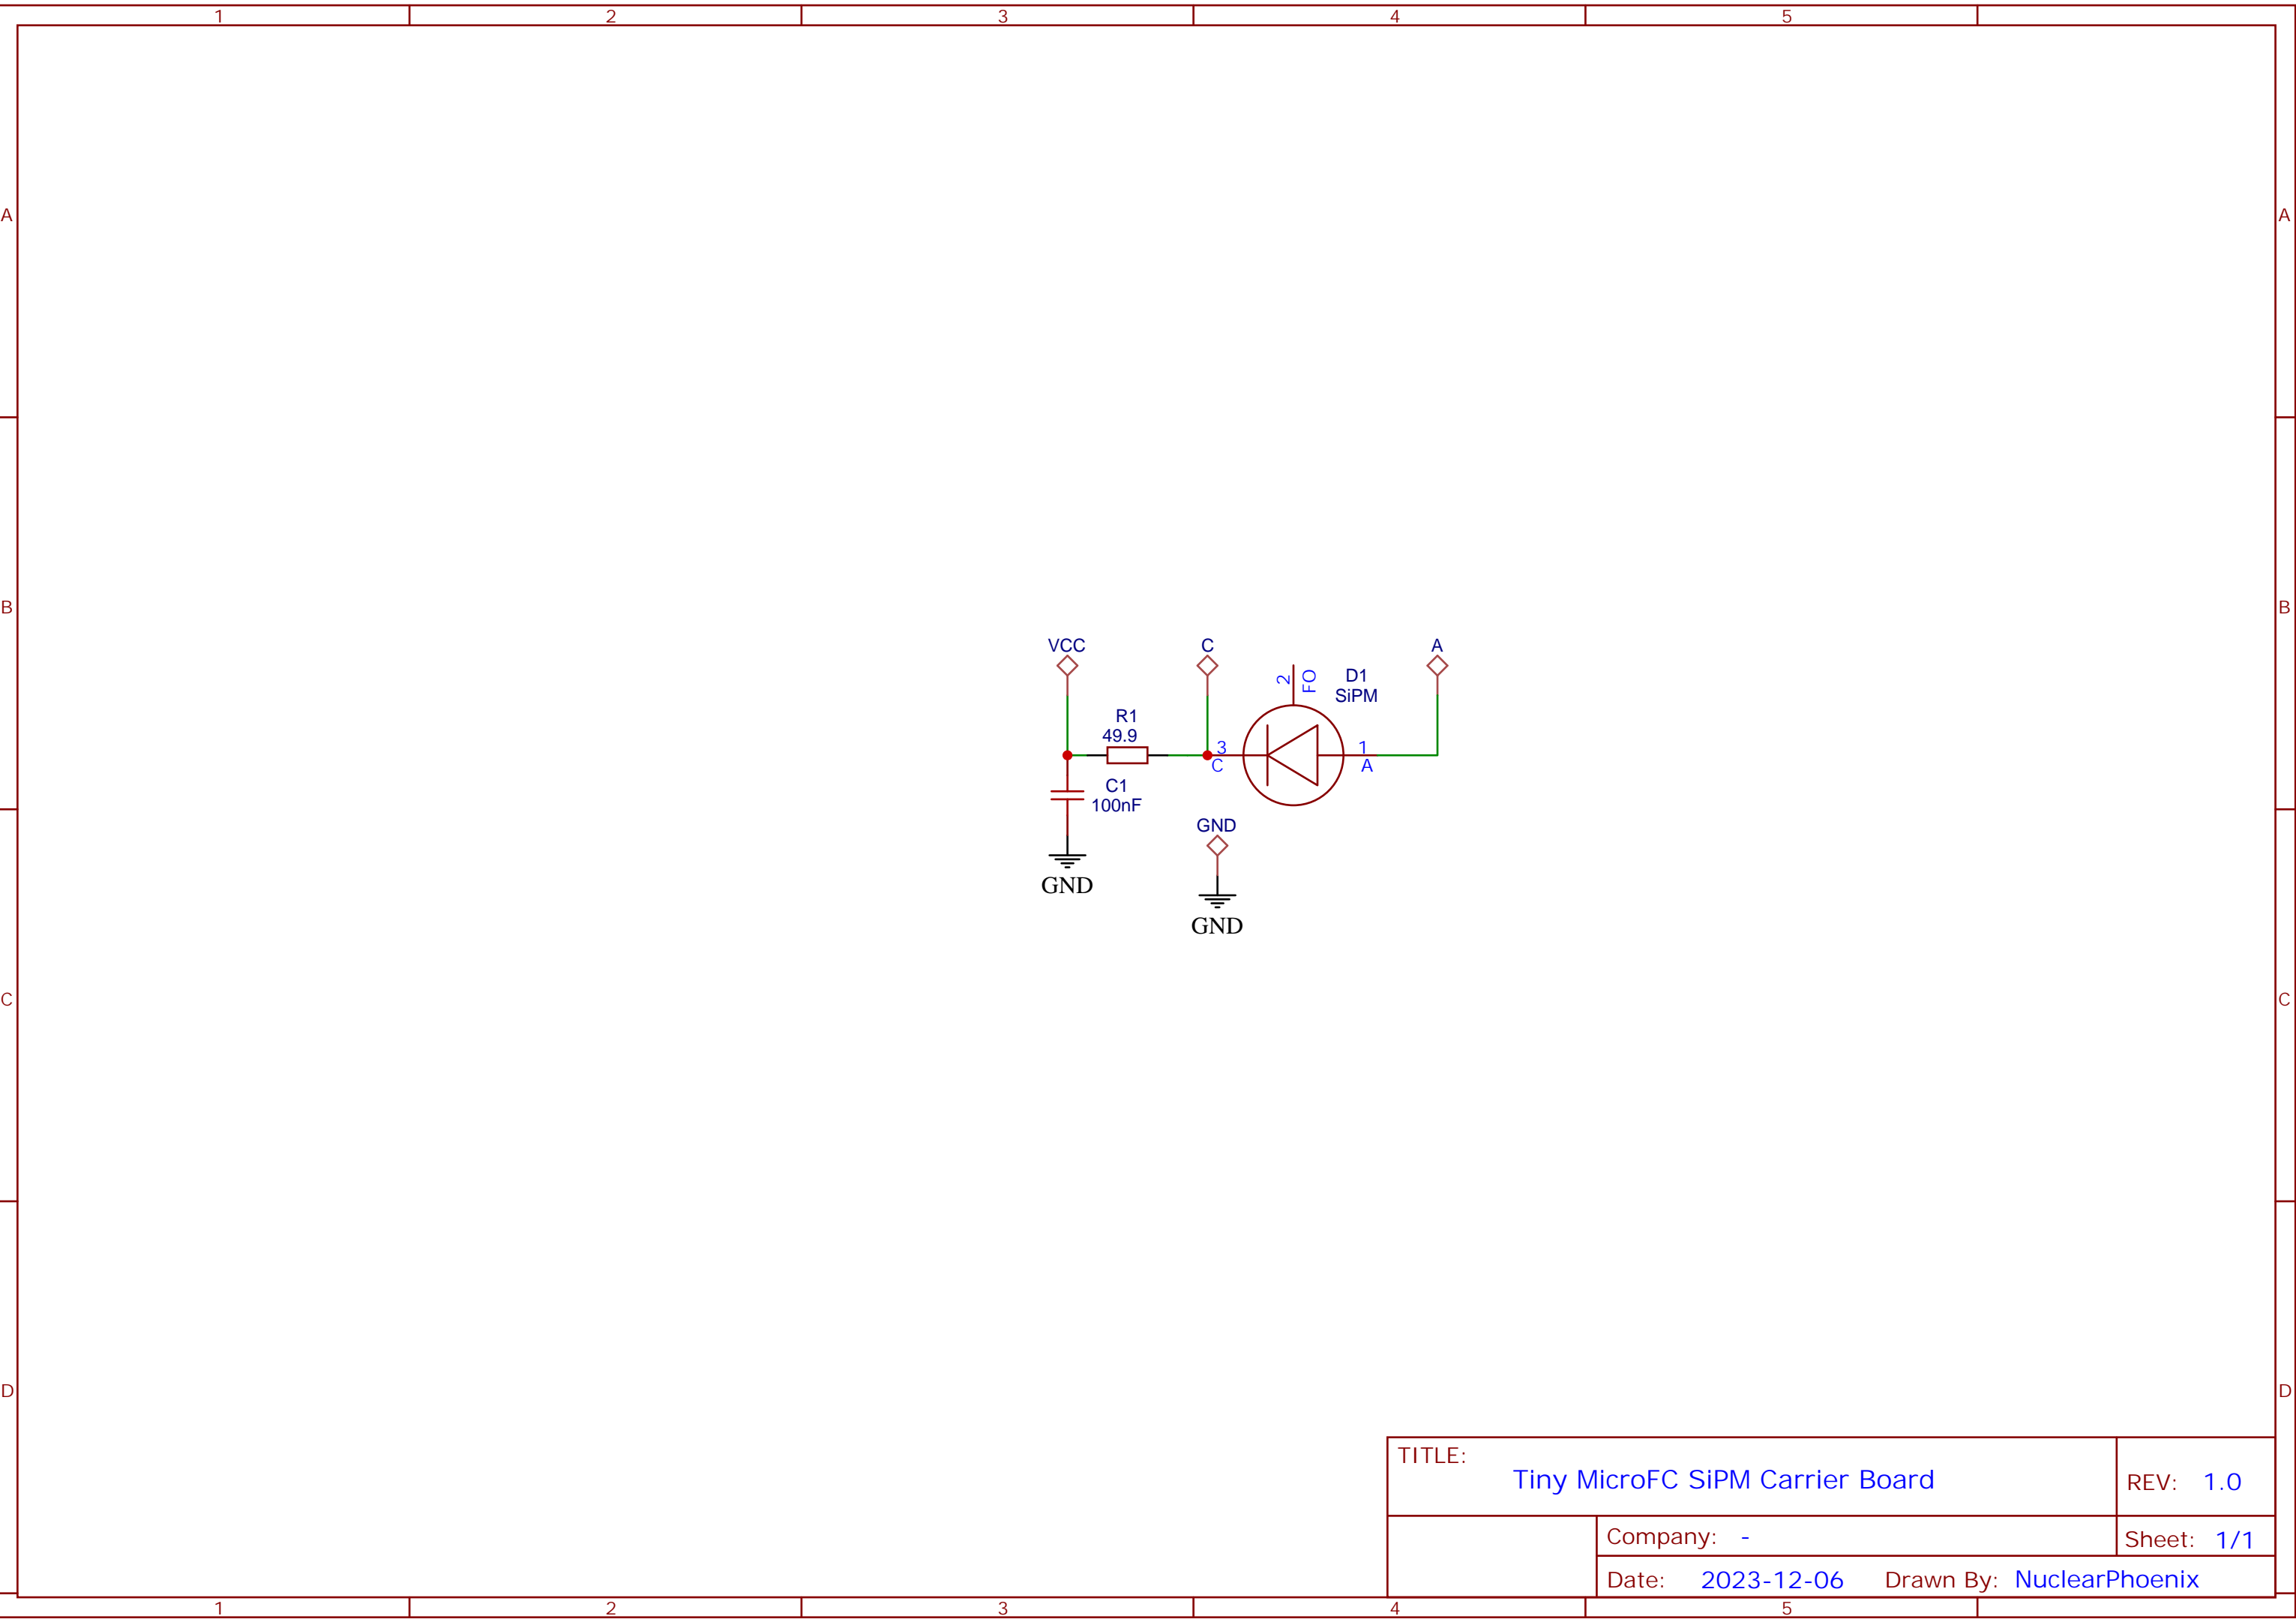 1 2 3 4 5
A A
B B
VCC C A
2 FO D1
SiPM
R1
49.9
3 1
C A
C1
100nF
GND
GND
GND
C C
D D
TITLE:
Tiny MicroFC SiPM Carrier Board
REV: 1.0
Company: -
Sheet: 1/1
Date: 2023-12-06 Drawn By: NuclearPhoenix
1 2 3 4 5